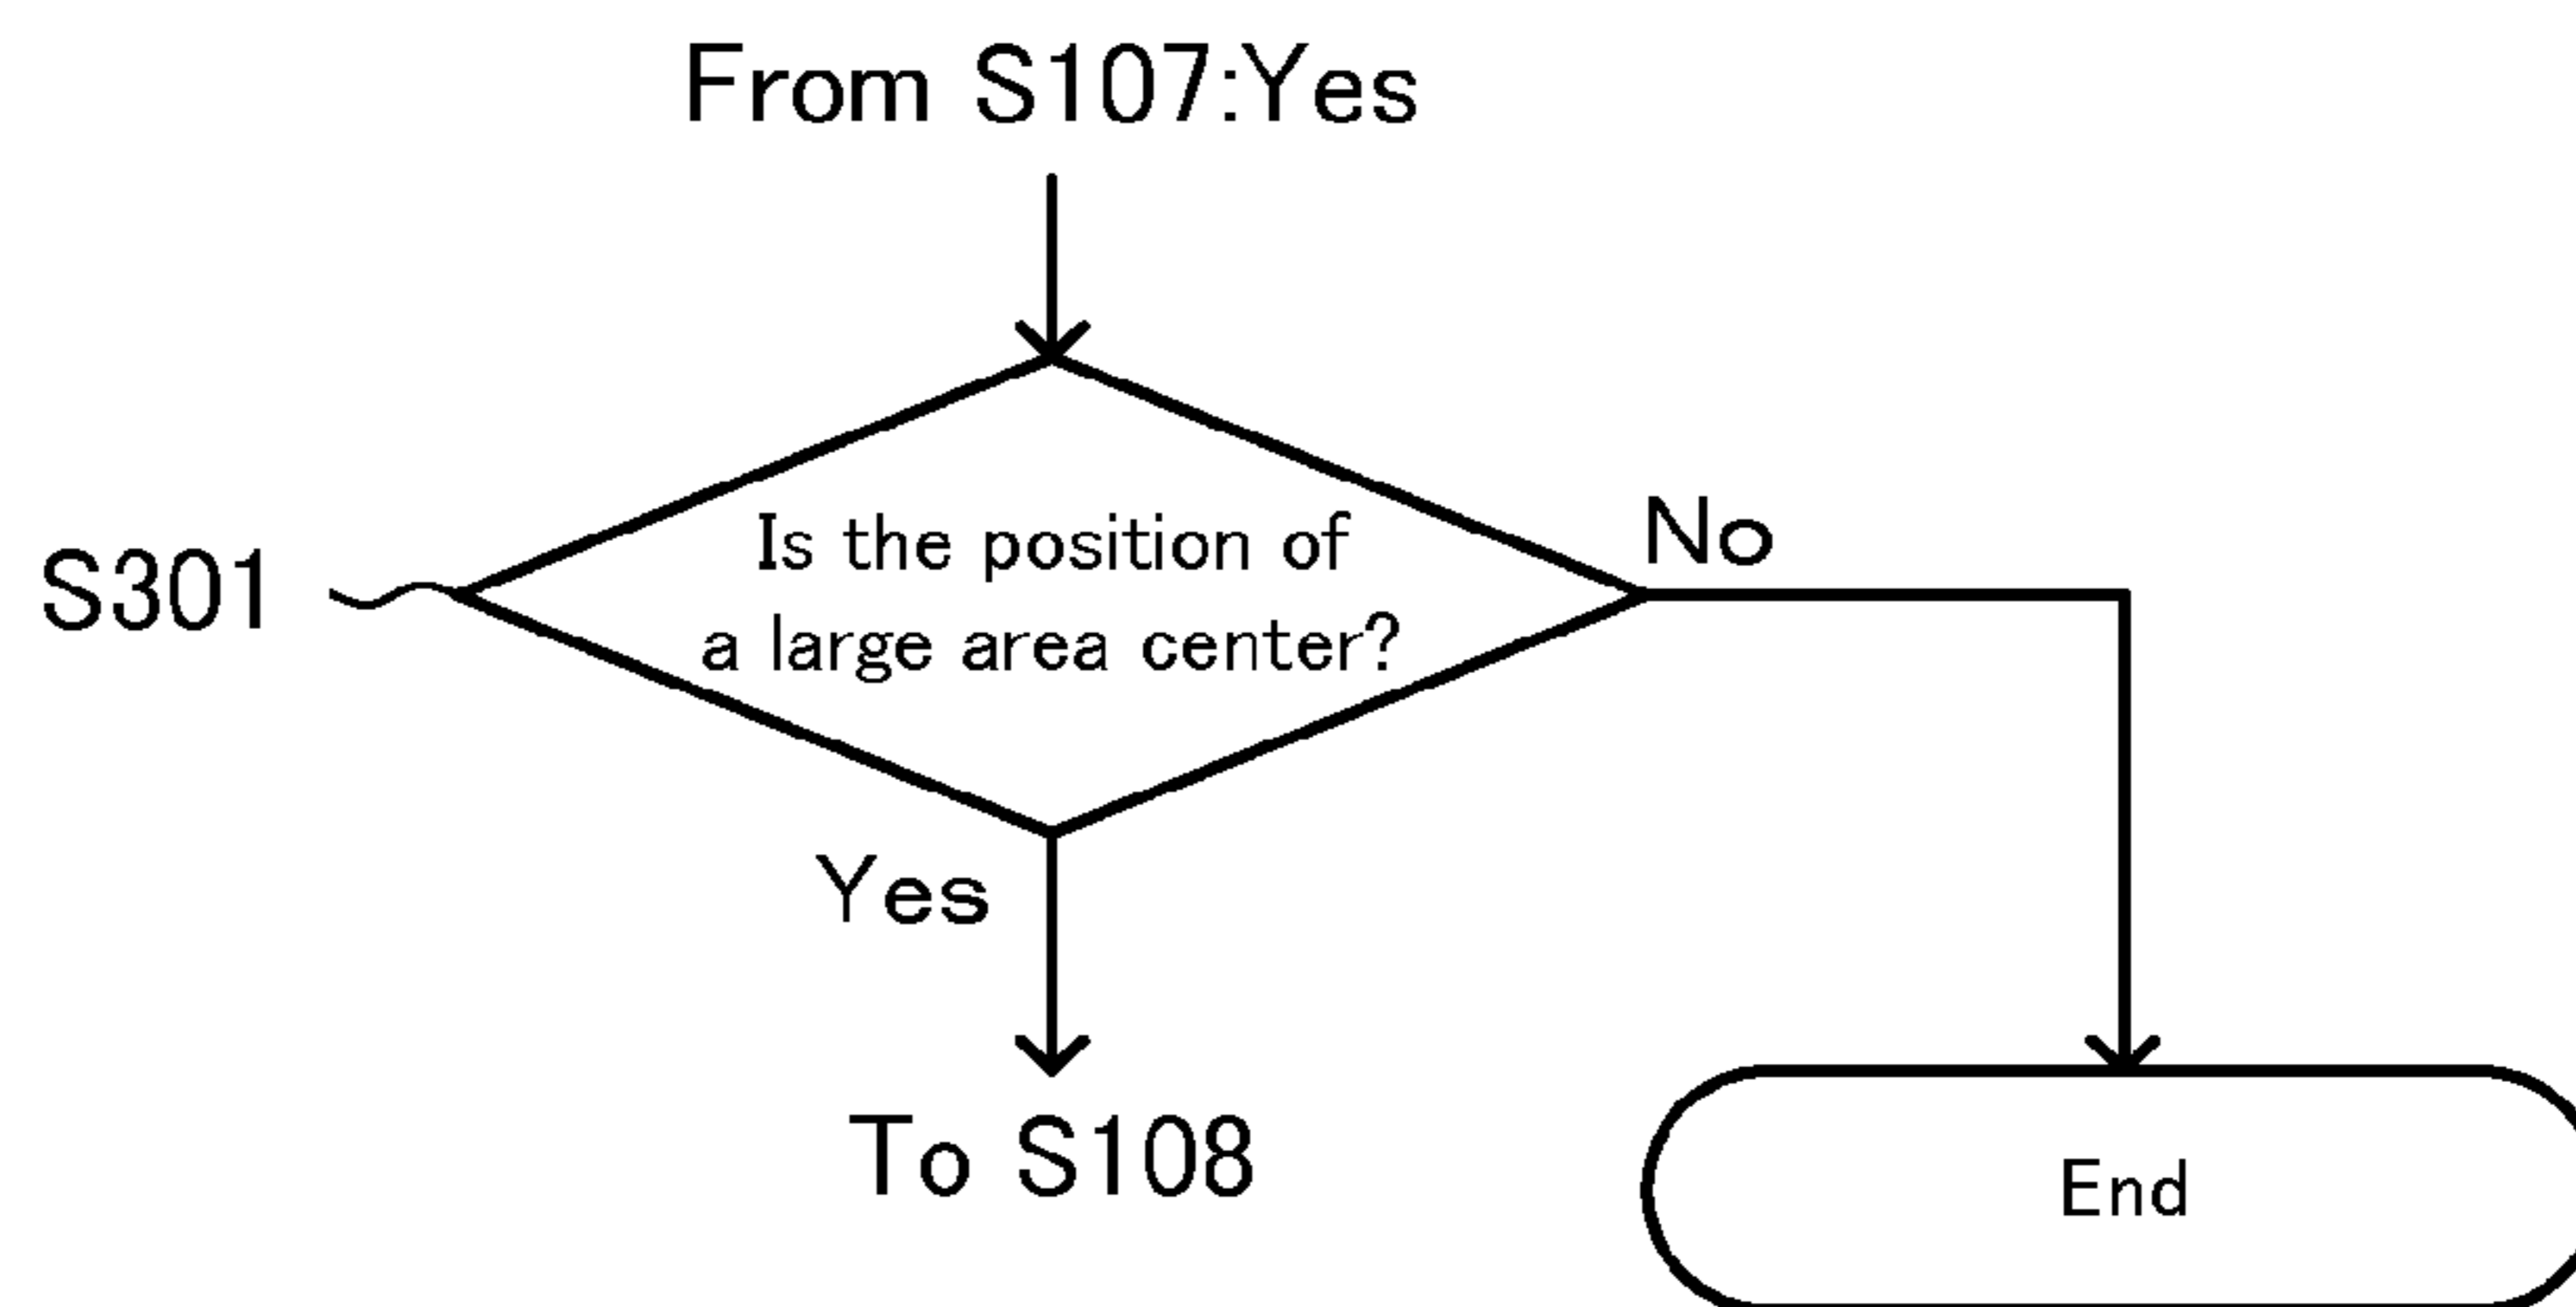 From S107:Yes
S301
Is the position of
a large area center?
No
Yes
To S108
End